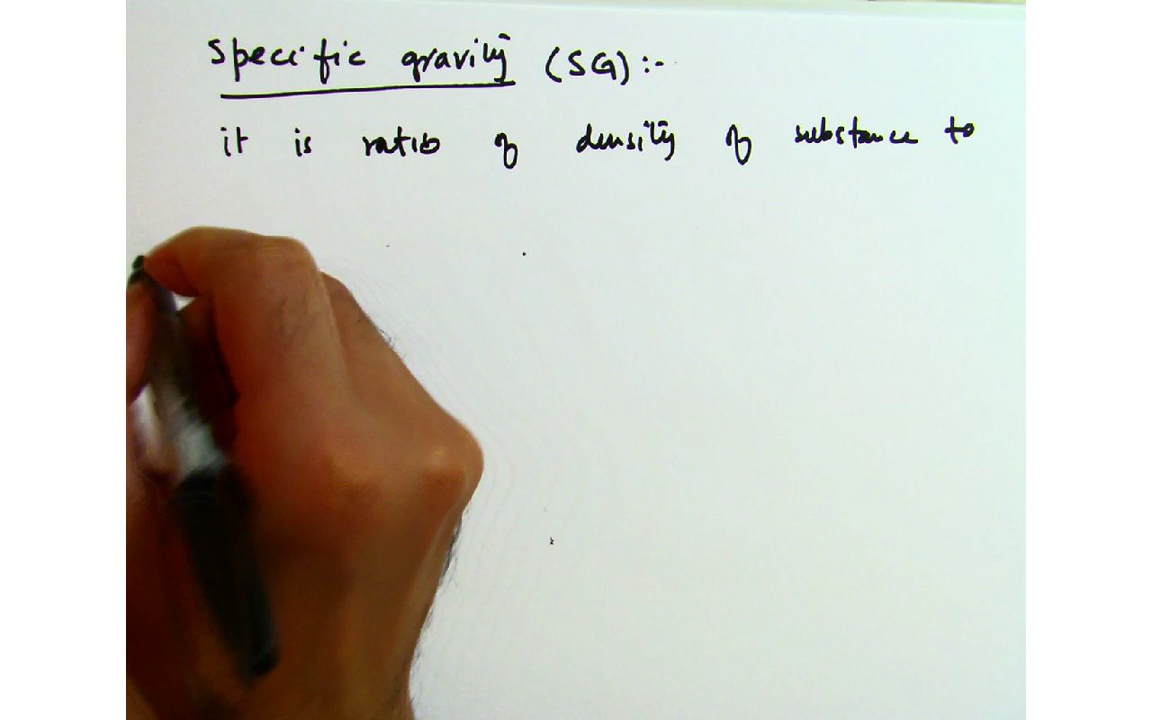 Specific gravity (SG):-
it is ratio of density of substance to